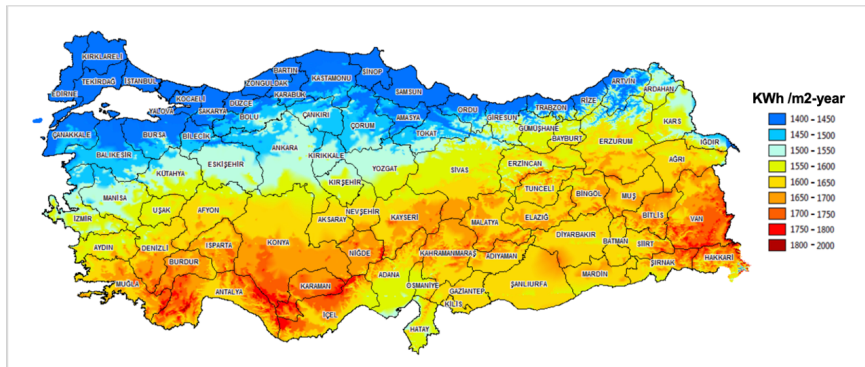 KIRKLARELİ
TEKİRDAĞ
İSTANBUL
EDİRNE
KOCAELİ
YALOVA
SAKARYA
DÜZCE
ZONGULDAK
BARTIN
KARABÜK
KASTAMONU
SİNOP
SAMSUN
ORDU
GİRESUN
TRABZON
RİZE
ARTVİN
ARDAHAN
KARS
IĞDIR
ÇANAKKALE
BURSA
BİLECİK
BOLU
ÇANKIRI
ÇORUM
AMASYA
TOKAT
GÜMÜŞHANE
BAYBURT
ERZURUM
AĞRI
BALIKESİR
KÜTAHYA
ESKİŞEHİR
ANKARA
KIRIKKALE
YOZGAT
SİVAS
ERZİNCAN
TUNCELİ
BİNGÖL
MUŞ
BİTLİS
VAN
MANİSA
İZMİR
UŞAK
AFYON
KIRŞEHİR
NEVŞEHİR
AKSARAY
KAYSERİ
MALATYA
ELAZIĞ
DİYARBAKIR
BATMAN
SİİRT
AYDIN
DENİZLİ
ISPARTA
BURDUR
KONYA
NİĞDE
KAHRAMANMARAŞ
ADIYAMAN
MARDİN
ŞIRNAK
HAKKARİ
MUĞLA
ANTALYA
KARAMAN
İÇEL
ADANA
OSMANİYE
GAZİANTEP
KİLİS
ŞANLIURFA
HATAY
KWh /m2-year
1400 - 1450
1450 - 1500
1500 - 1550
1550 - 1600
1600 - 1650
1650 - 1700
1700 - 1750
1750 - 1800
1800 - 2000